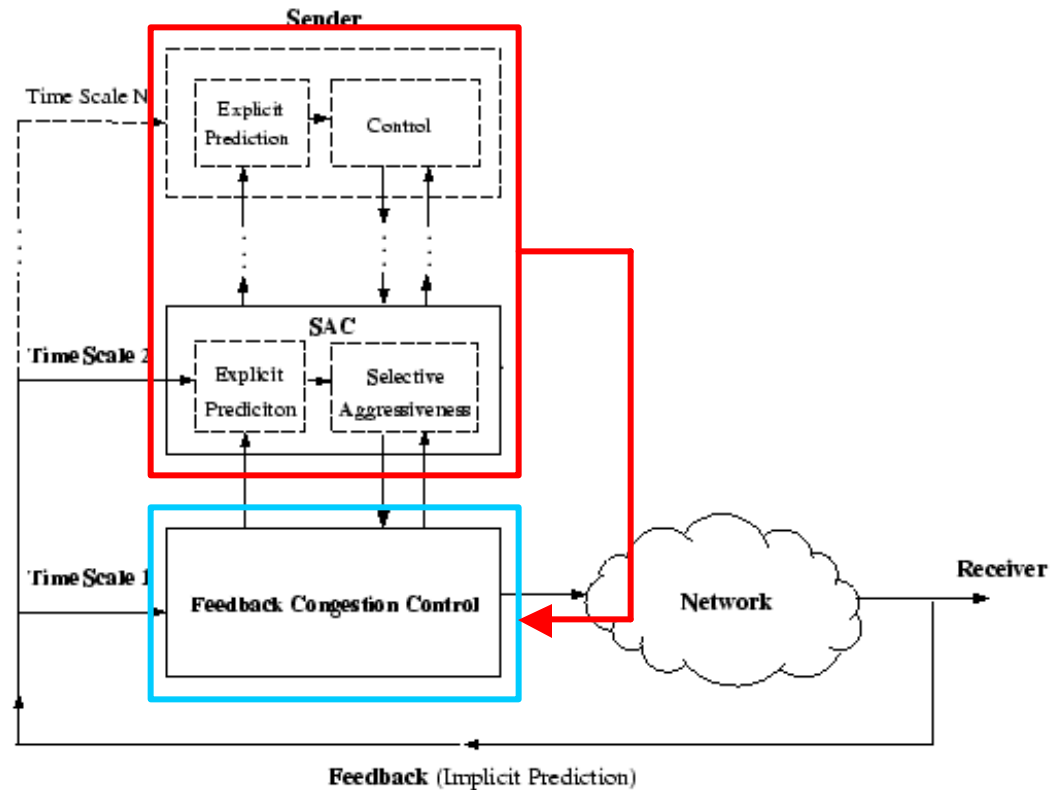 Sender
Time Scale N
Explicit
Prediction
Control
SAC
Time Scale 2
Explicit
Prediciton
Selective
Aggressiveness
Time Scale 1
Feedback Congestion Control
Network
Receiver
Feedback (Implicit Prediction)